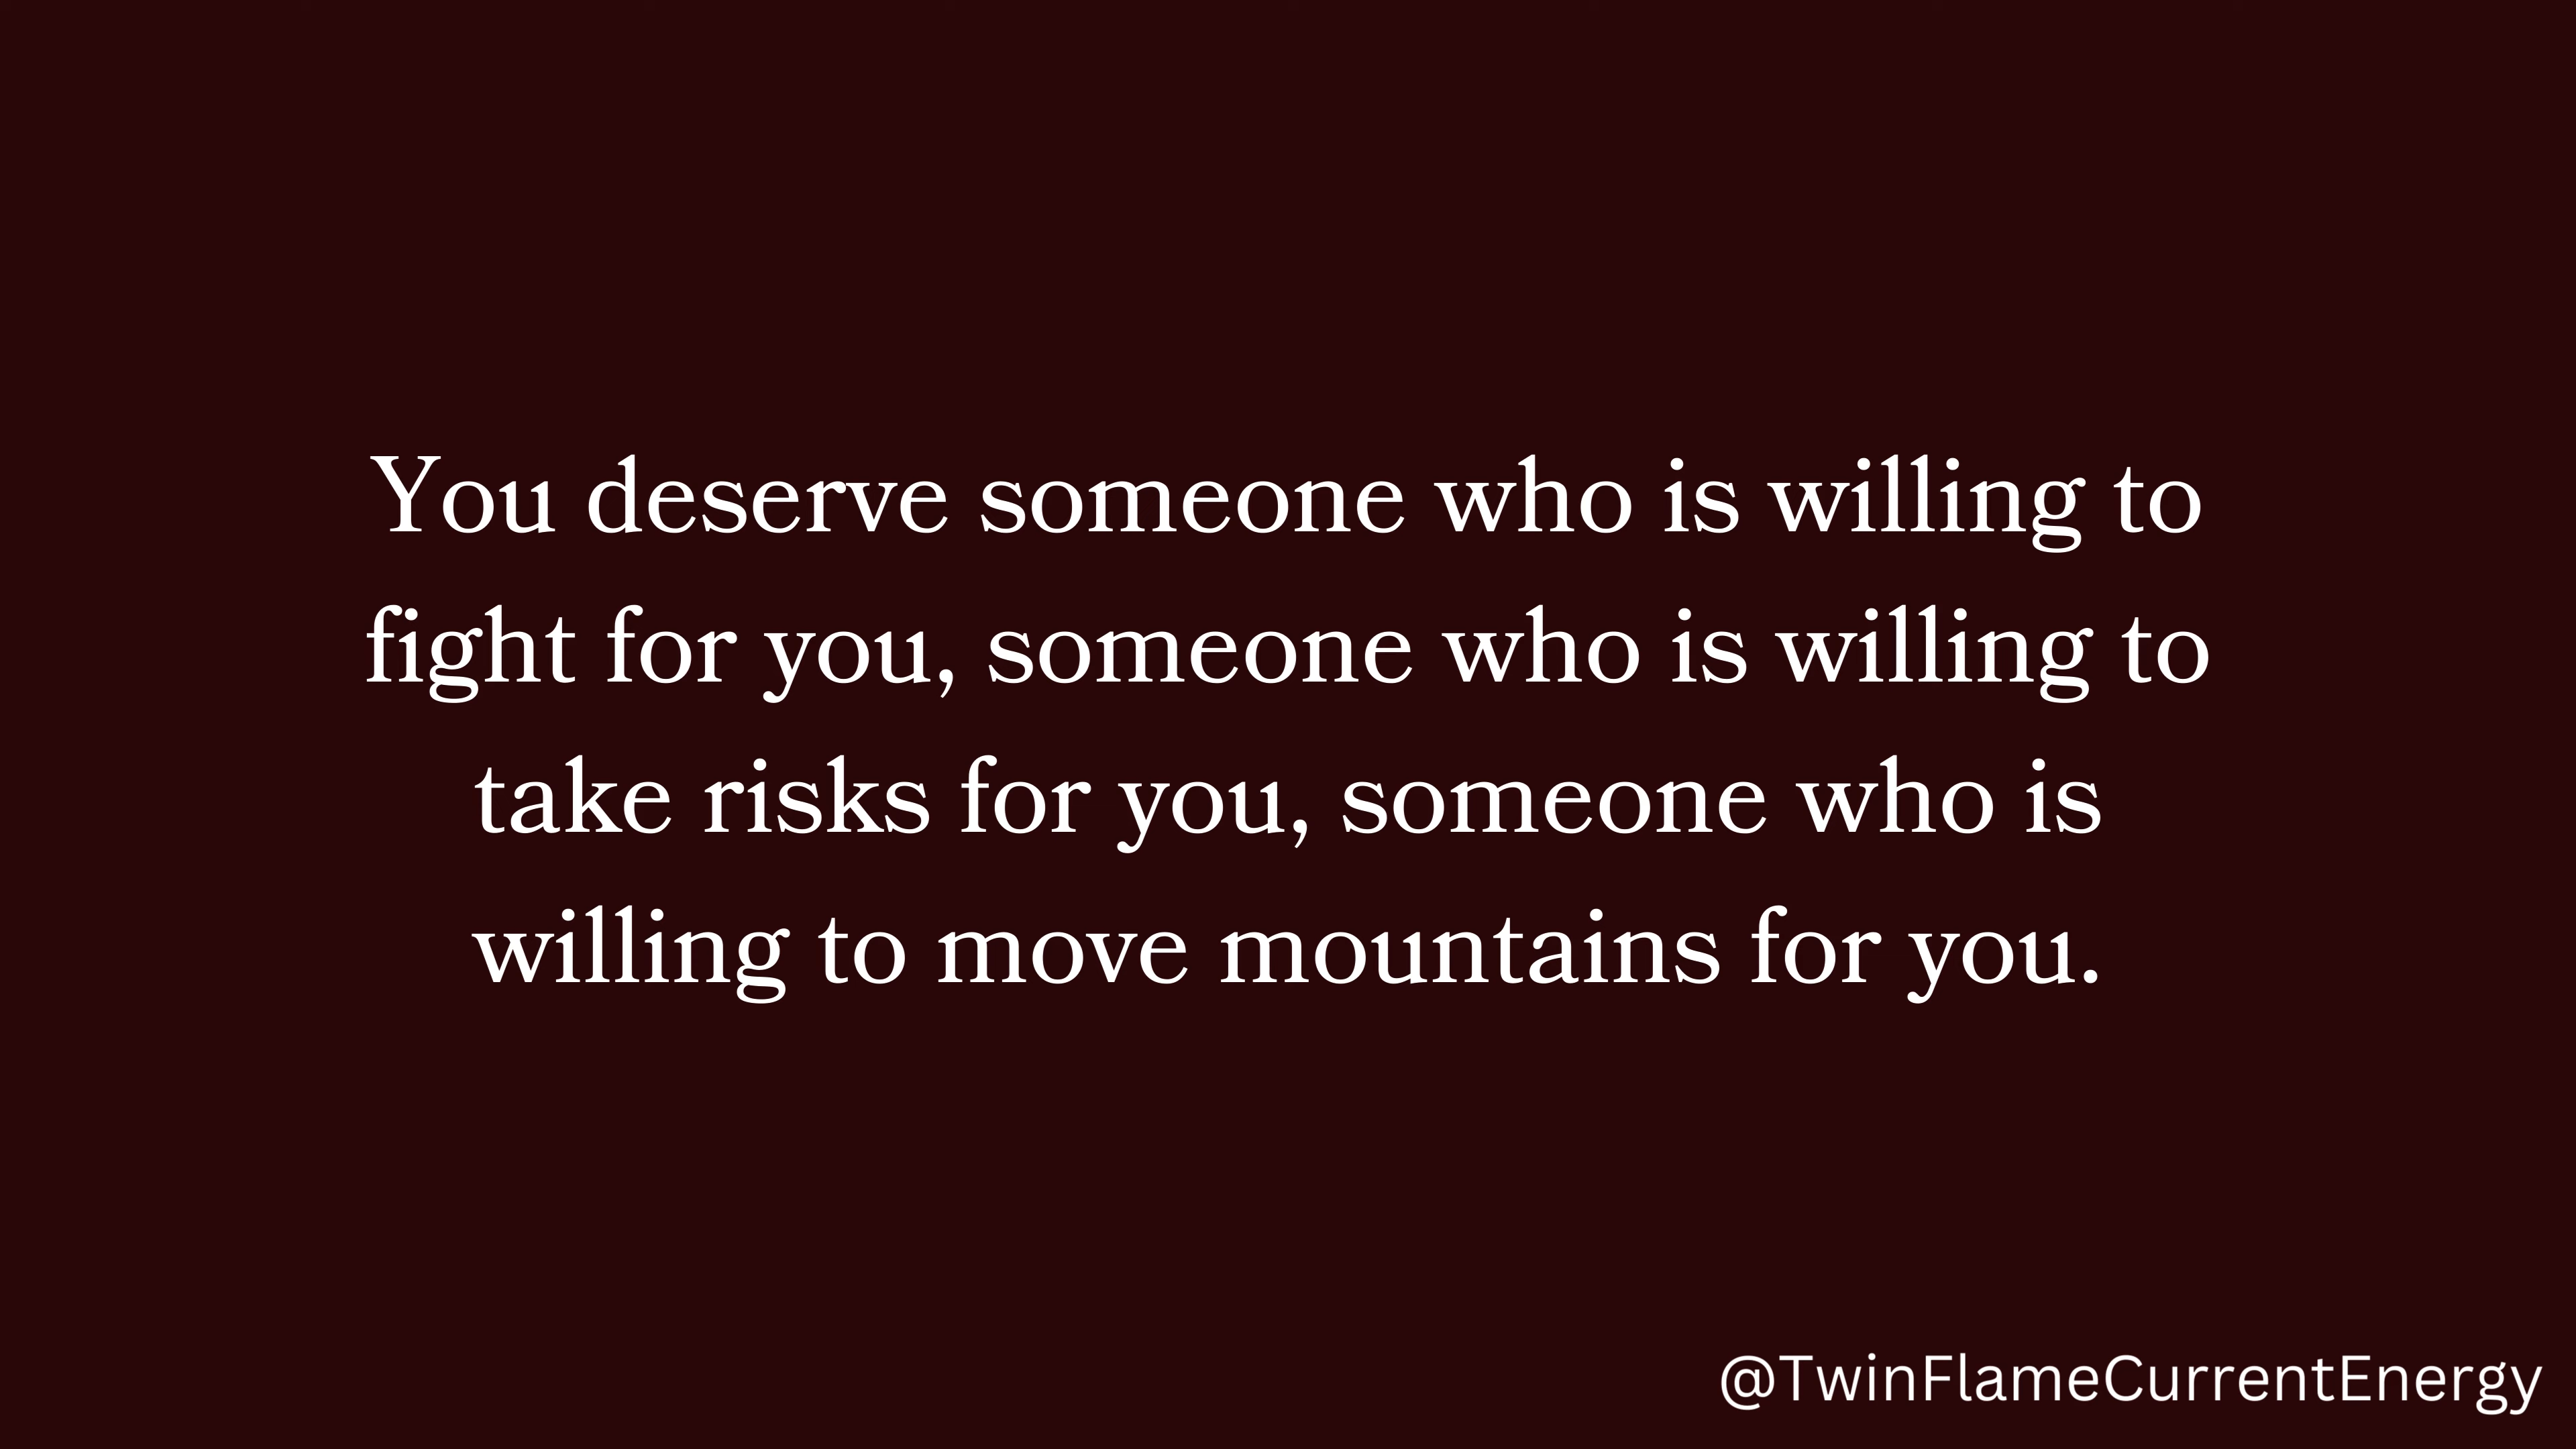 You deserve someone who is willing to
fight for you, someone who is willing to
take risks for you, someone who is
willing to move mountains for you.
@TwinFlameCurrentEnergy